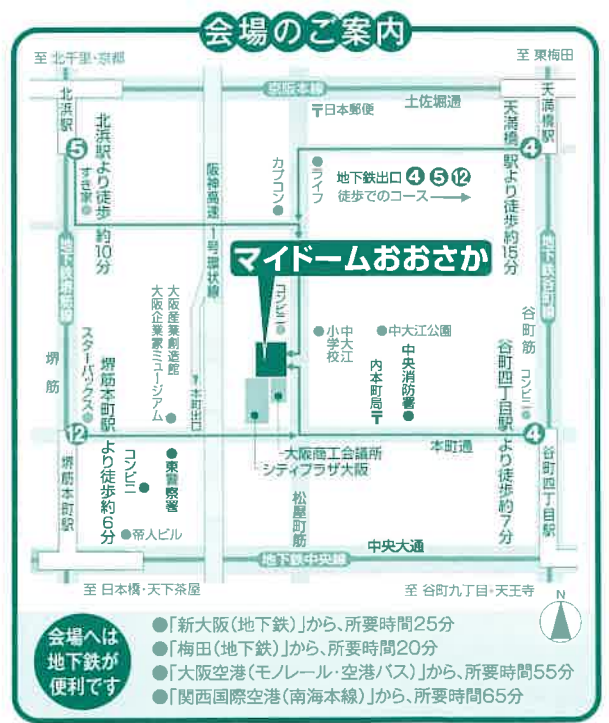 会場のご案内
至 北千里・京都
至 東梅田
京阪本線
土佐堀通
〒日本郵便
北浜駅
天満橋駅
5
4
すき家
北浜駅より徒歩約10分
阪神高速1号環状線
カプコン
ライフ
地下鉄出口 4 5 12
徒歩でのコース
天満橋駅より徒歩約15分
マイドームおおさか
地下鉄堺筋線
地下鉄谷町線
コンビニ
堺筋
谷町筋
スターバックス
大阪産業創造館
大阪企業家ミュージアム
中大江小学校
中大江公園
中央消防署
内本町局〒
コンビニ
本町出口
堺筋本町駅より徒歩約6分
谷町四丁目駅より徒歩約7分
12
4
本町通
大阪商工会議所
シティプラザ大阪
コンビニ
東警察署
帝人ビル
松屋町筋
堺筋本町駅
谷町四丁目駅
中央大通
地下鉄中央線
至 日本橋・天下茶屋
至 谷町九丁目・天王寺
N
会場へは
地下鉄が
便利です
●「新大阪(地下鉄)」から、所要時間25分
●「梅田(地下鉄)」から、所要時間20分
●「大阪空港(モノレール・空港バス)」から、所要時間55分
●「関西国際空港(南海本線)」から、所要時間65分